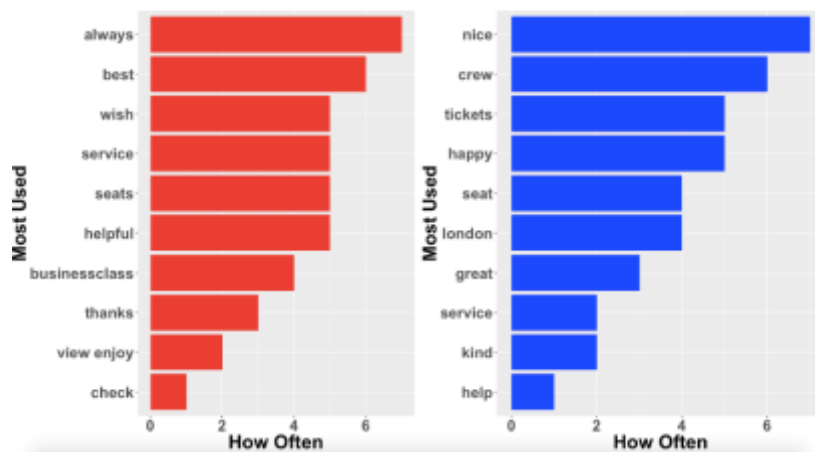 always
best
wish
service
seats
helpful
businessclass
thanks
view enjoy
check
Most Used
0 2 4 6
How Often
nice
crew
tickets
happy
seat
london
great
service
kind
help
Most Used
0 2 4 6
How Often